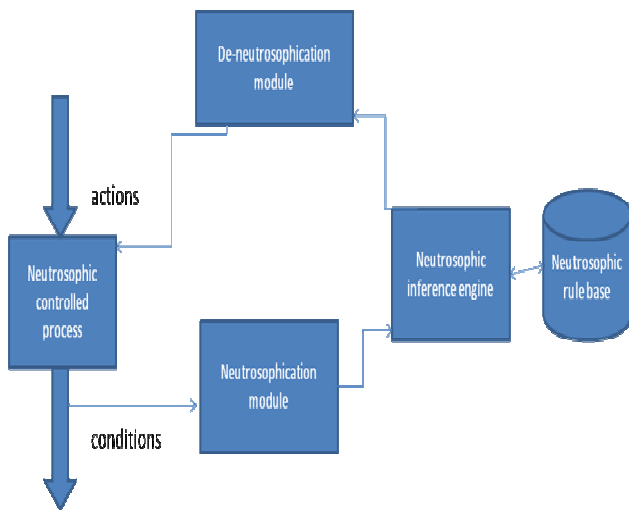 De-neutrosophication
module
actions
Neutrosophic
controlled
process
Neutrosophic
inference engine
Neutrosophic
rule base
Neutrosophication
module
conditions